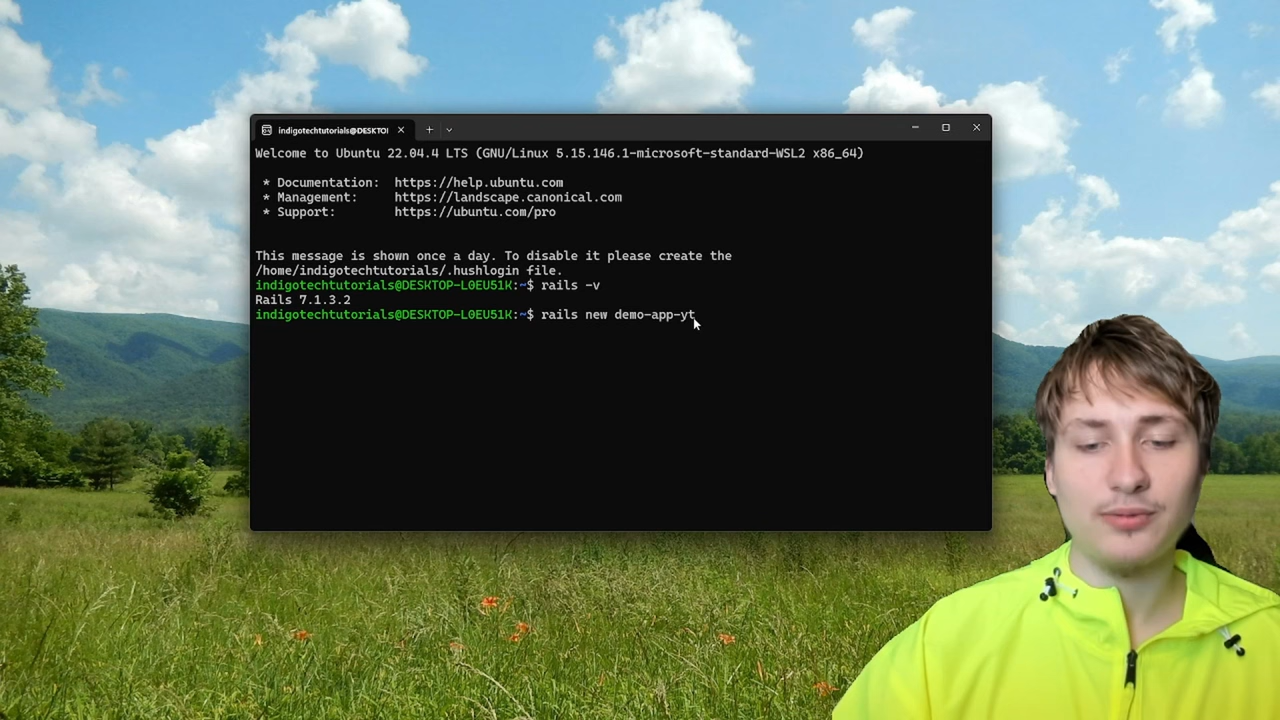 indigotechtutorials@DESKTOI
Welcome to Ubuntu 22.04.4 LTS (GNU/Linux 5.15.146.1-microsoft-standard-WSL2 x86_64)
* Documentation: https://help.ubuntu.com
* Management: https://landscape.canonical.com
* Support: https://ubuntu.com/pro
This message is shown once a day. To disable it please create the
/home/indigotechtutorials/.hushlogin file.
indigotechtutorials@DESKTOP-L0EU51K:~$ rails -v
Rails 7.1.3.2
indigotechtutorials@DESKTOP-L0EU51K:~$ rails new demo-app-yt